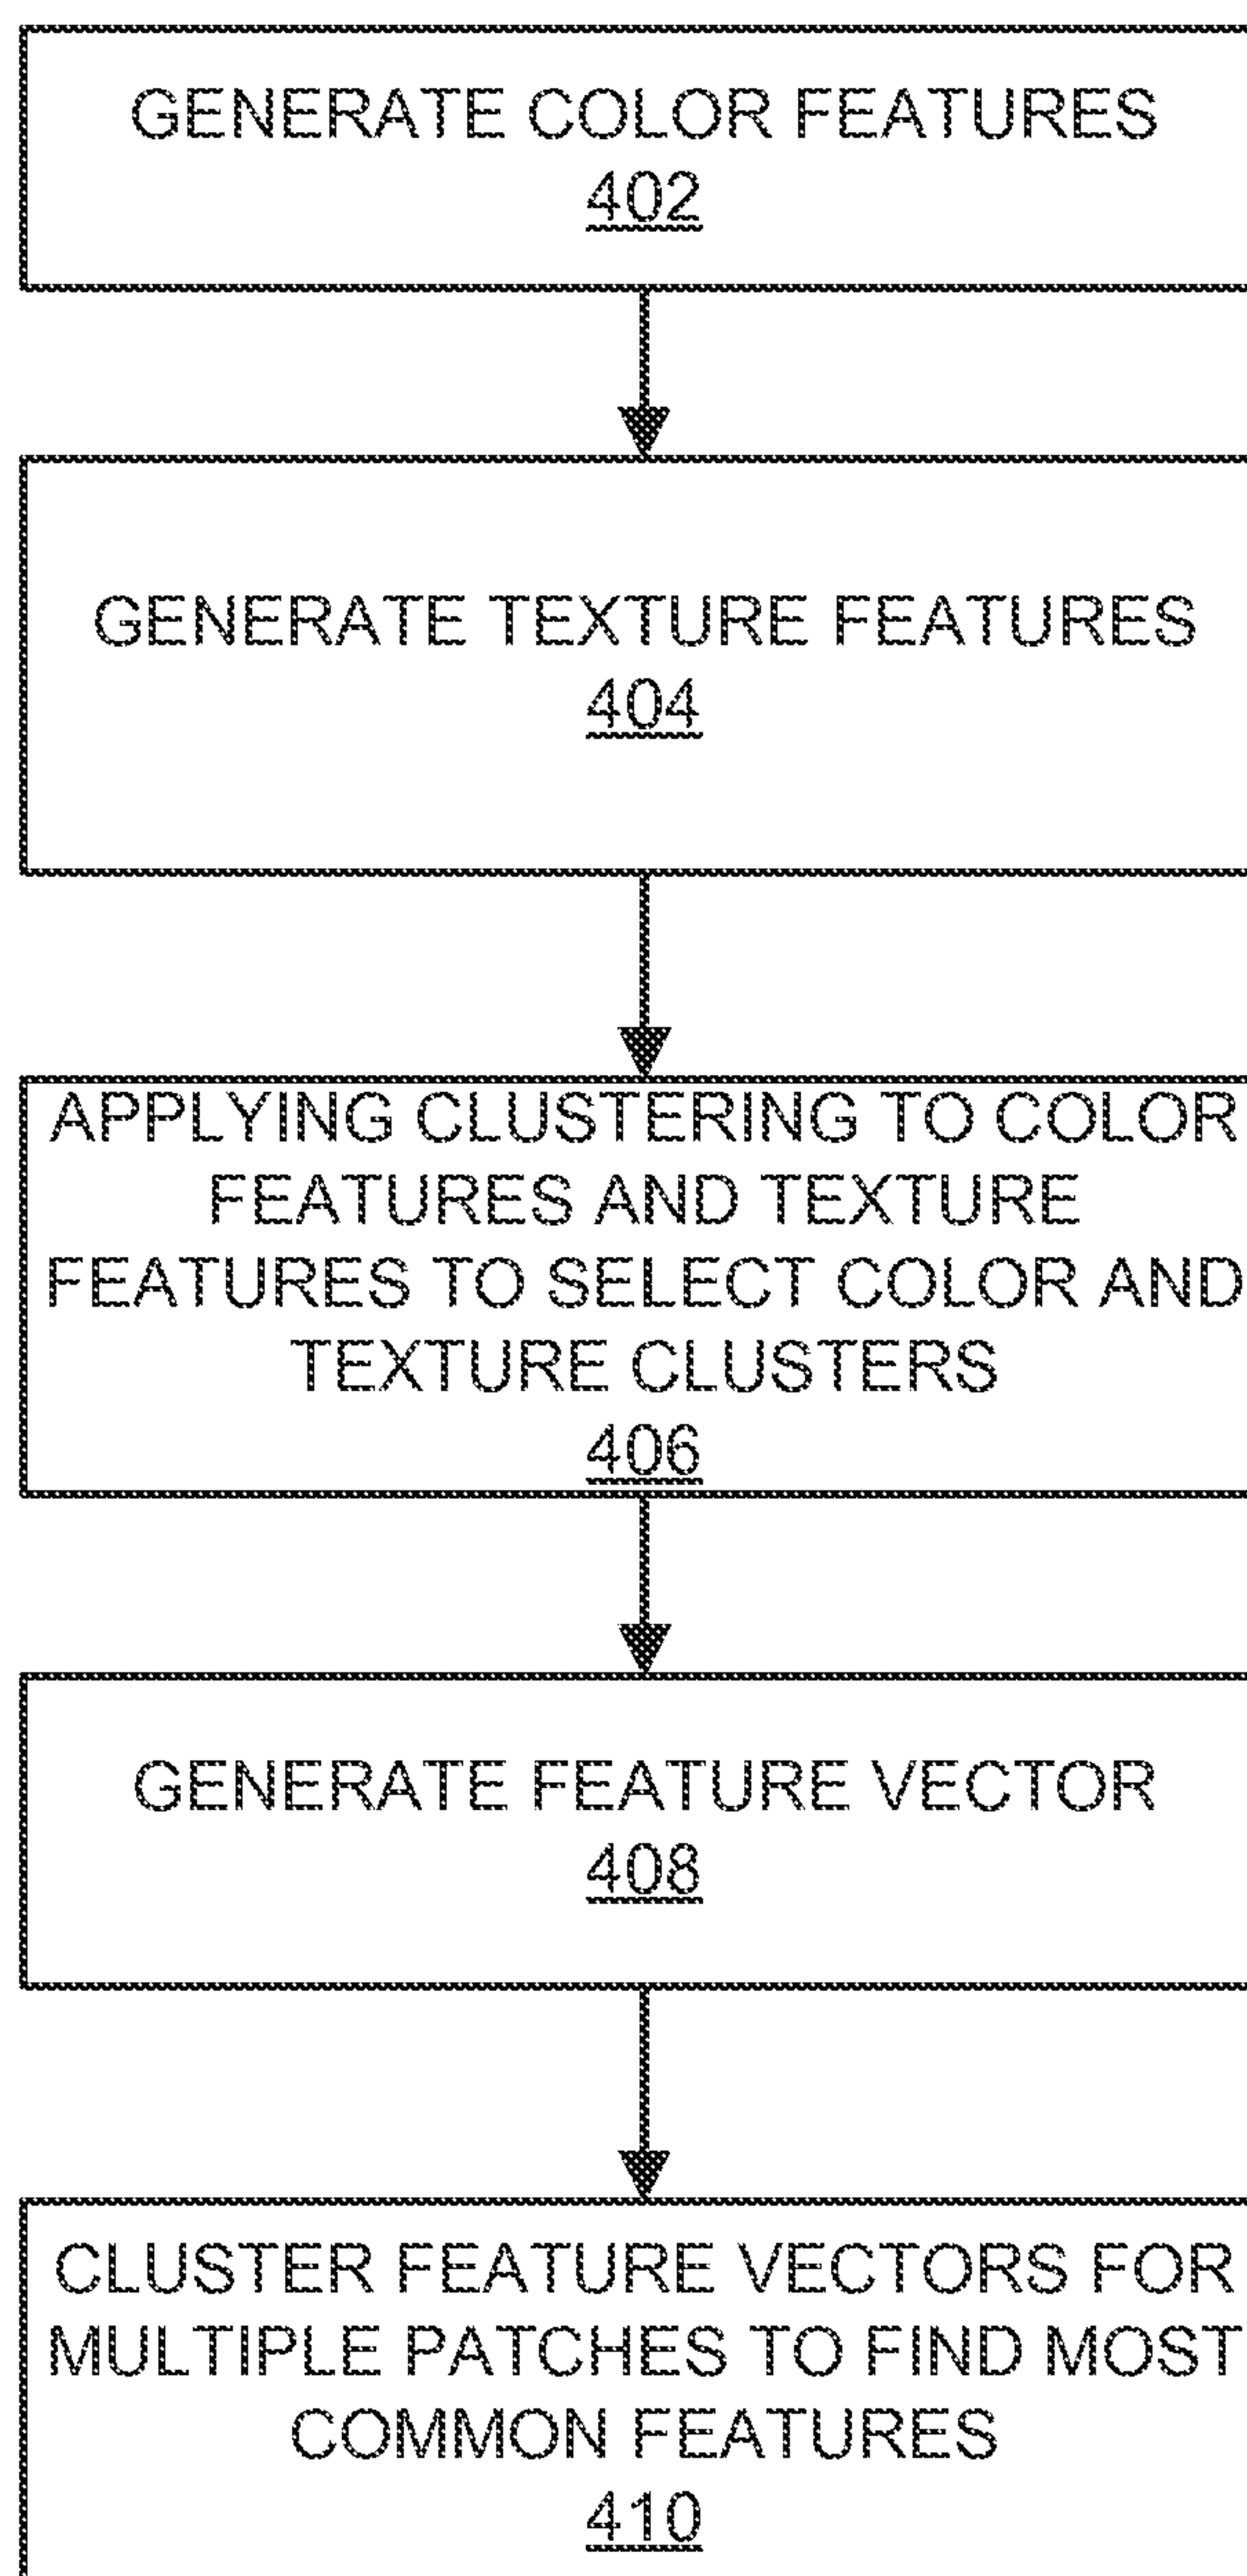 GENERATE COLOR FEATURES
402
GENERATE TEXTURE FEATURES
404
APPLYING CLUSTERING TO COLOR
FEATURES AND TEXTURE
FEATURES TO SELECT COLOR AND
TEXTURE CLUSTERS
406
GENERATE FEATURE VECTOR
408
CLUSTER FEATURE VECTORS FOR
MULTIPLE PATCHES TO FIND MOST
COMMON FEATURES
410